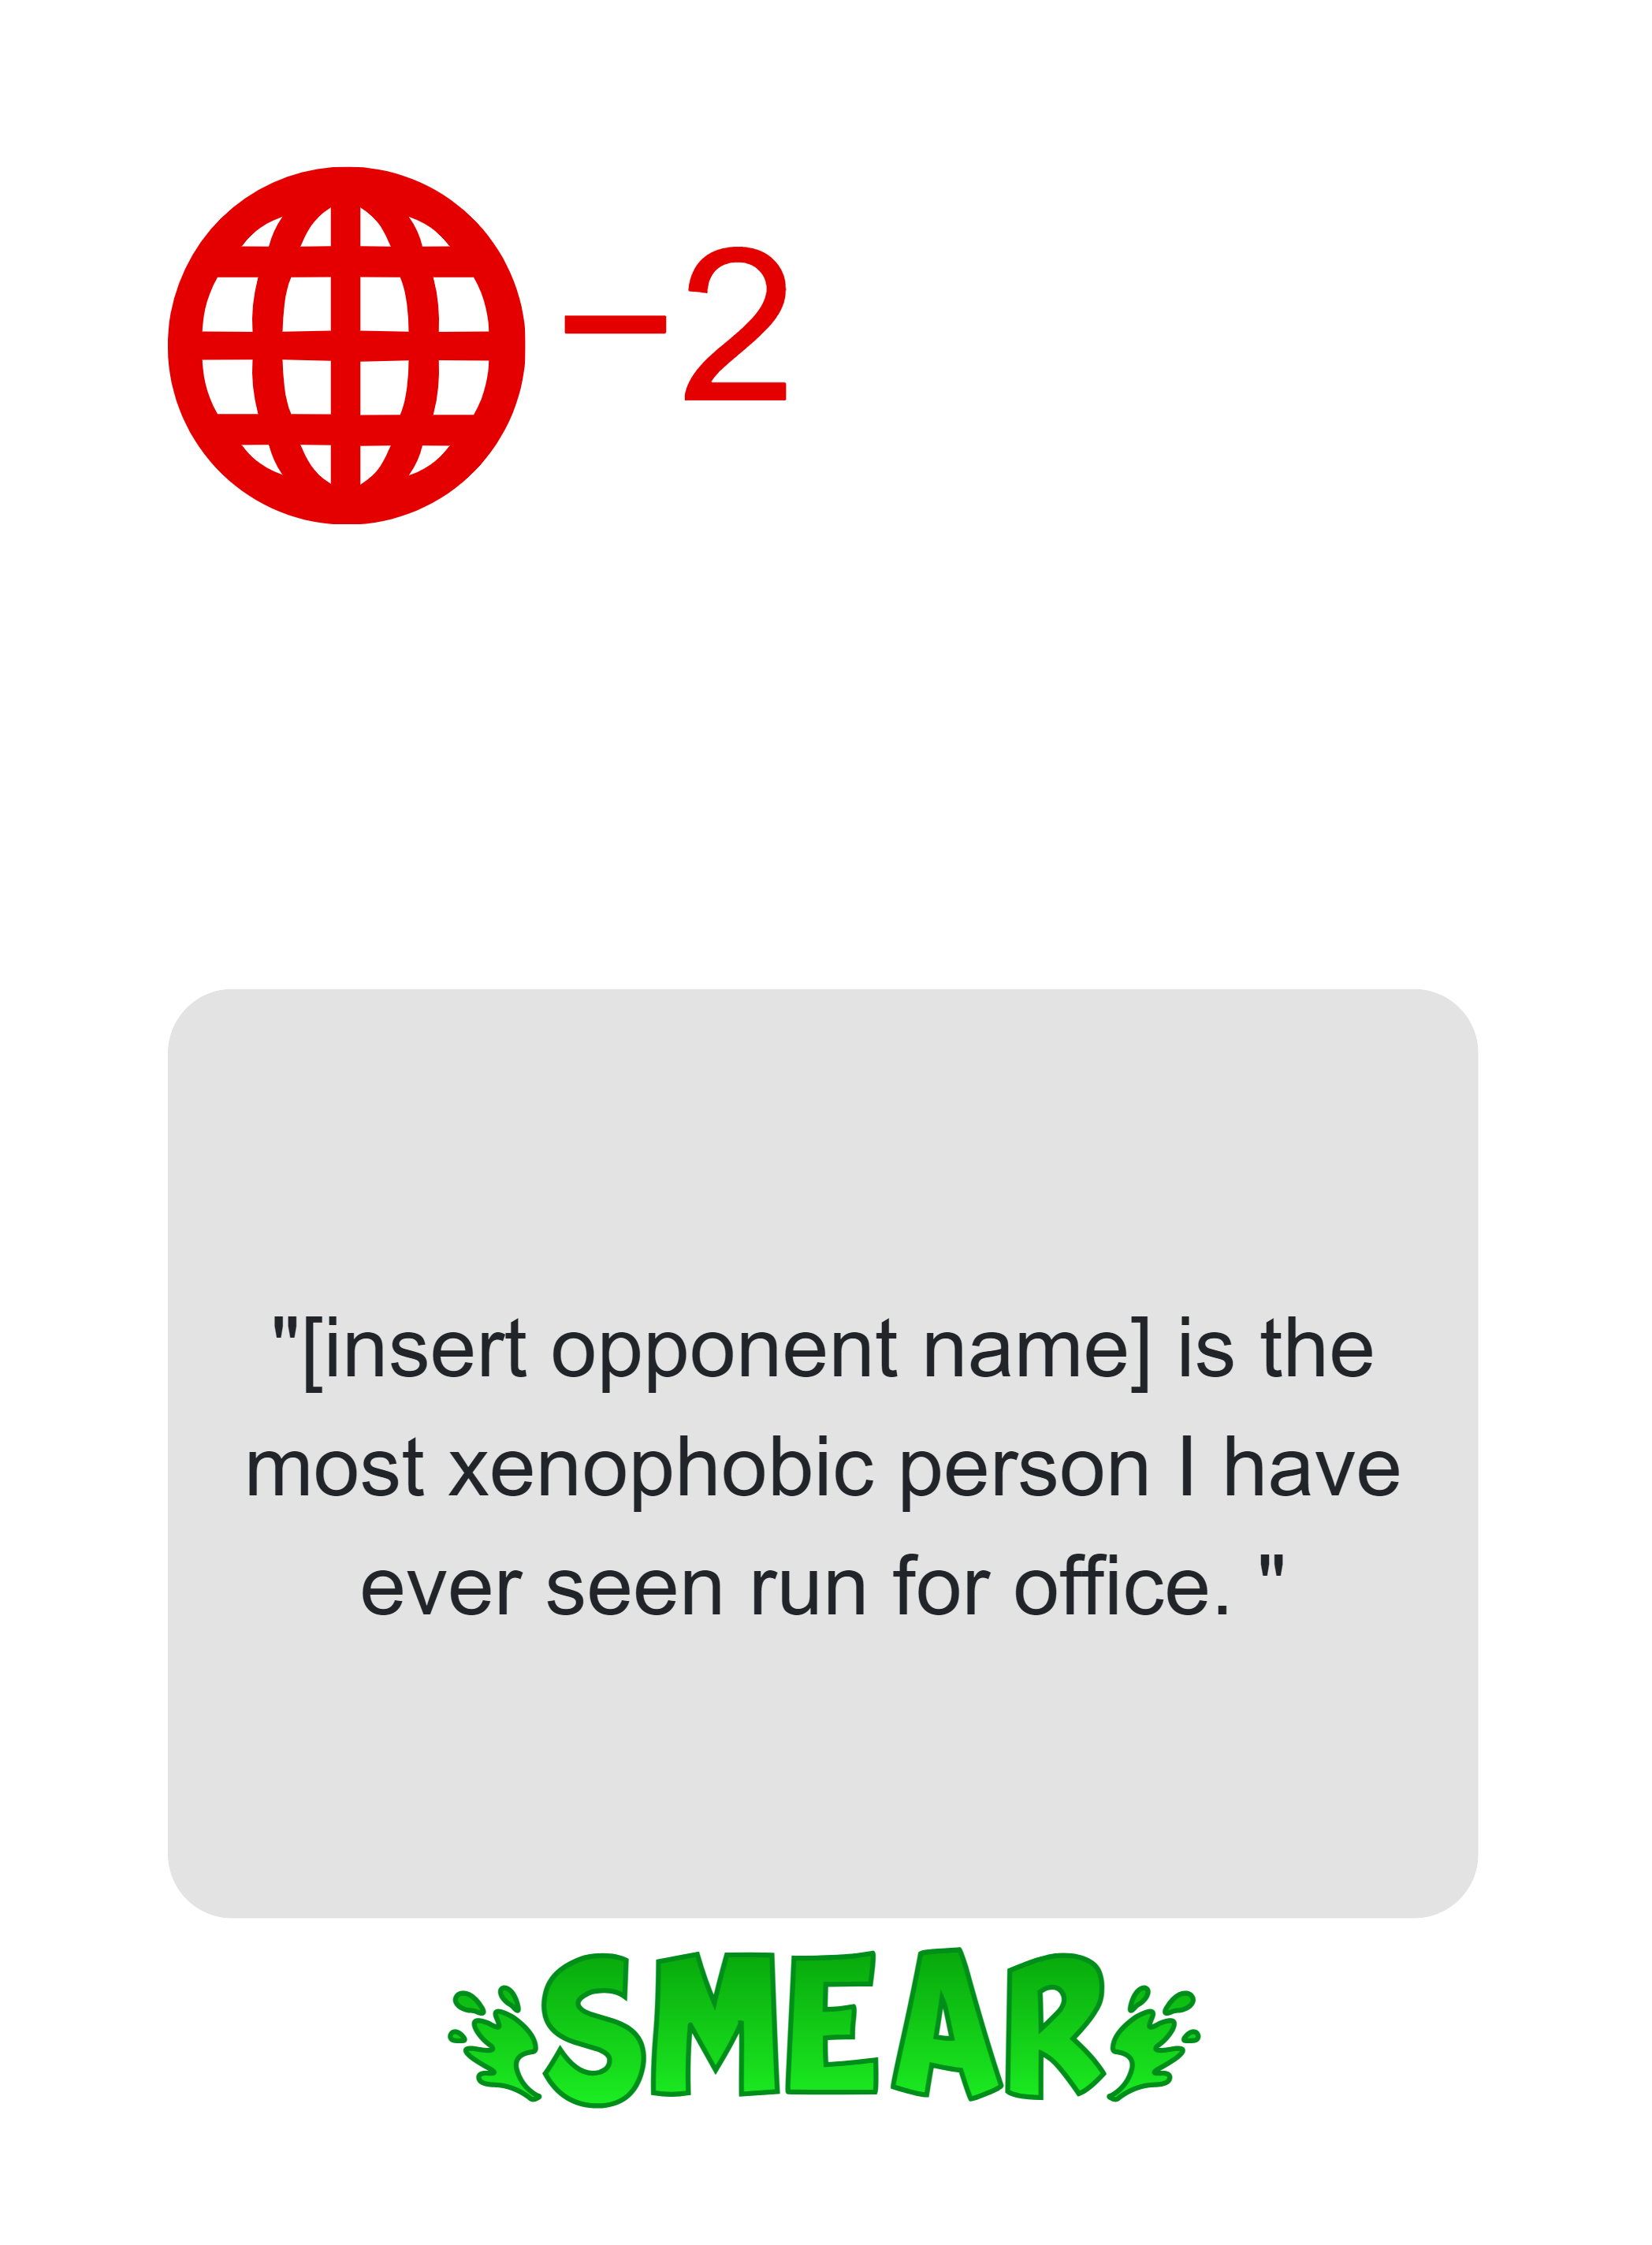 –2
"[insert opponent name] is the
most xenophobic person I have
ever seen run for office. "
SMEAR